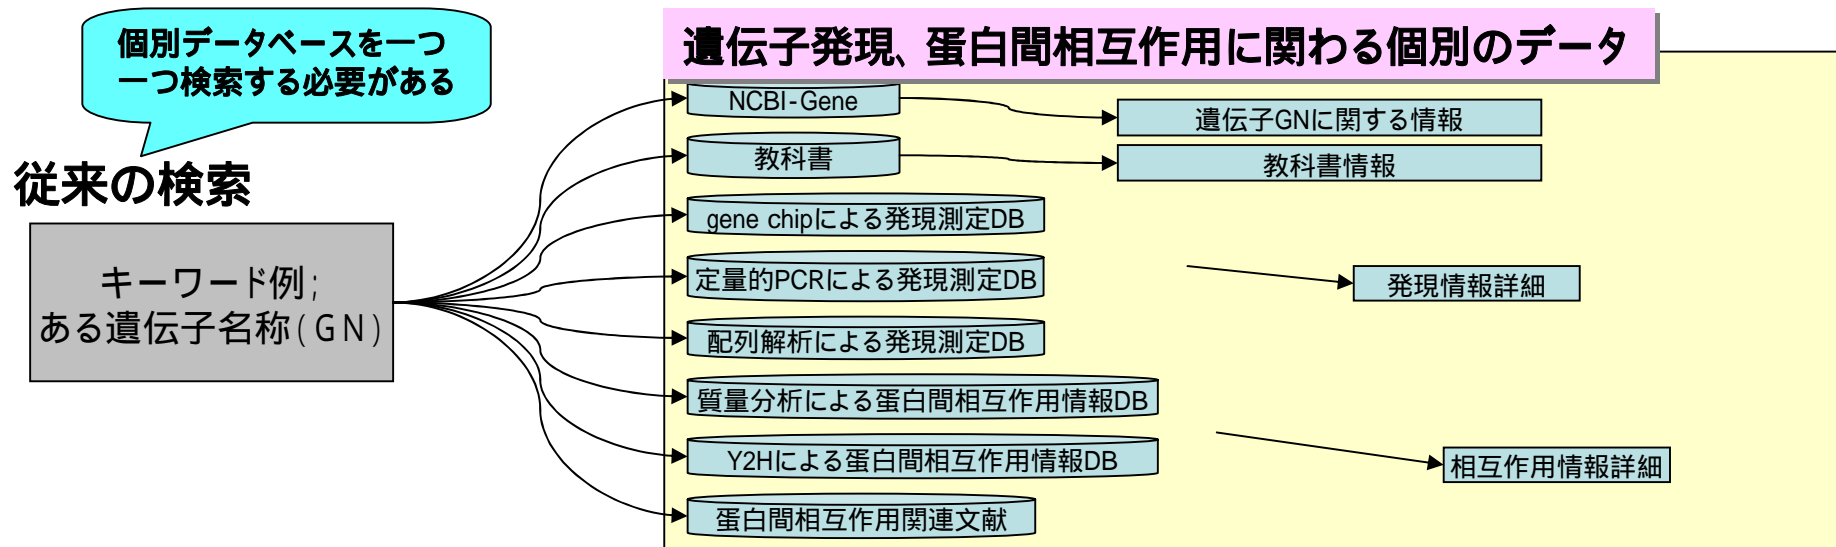 個別データベースを一つ
一つ検索する必要がある
従来の検索
キーワード例;
ある遺伝子名称(GN)
遺伝子発現、蛋白間相互作用に関わる個別のデータ
NCBI-Gene
遺伝子GNに関する情報
教科書
教科書情報
gene chipによる発現測定DB
定量的PCRによる発現測定DB
発現情報詳細
配列解析による発現測定DB
質量分析による蛋白間相互作用情報DB
Y2Hによる蛋白間相互作用情報DB
相互作用情報詳細
蛋白間相互作用関連文献